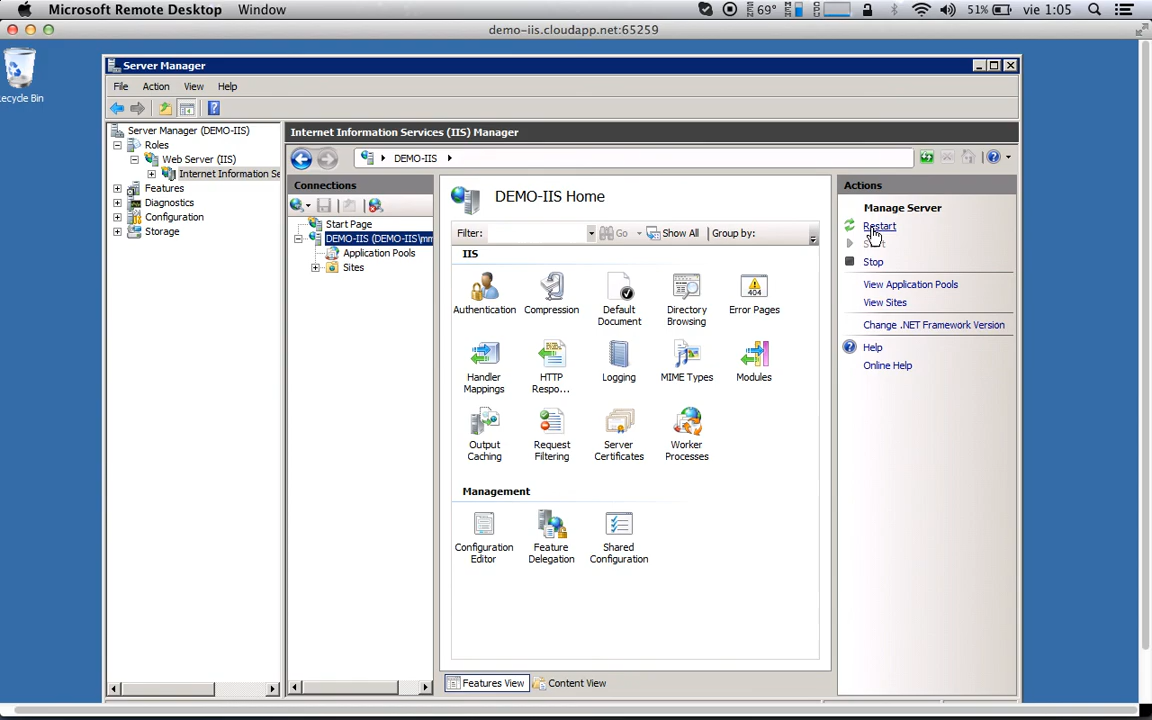 Microsoft Remote Desktop Window
69° 51% vie 1:05
demo-iis.cloudapp.net:65259
Recycle Bin
Server Manager
File Action View Help
Server Manager (DEMO-IIS)
Roles
Web Server (IIS)
Internet Information Se
Features
Diagnostics
Configuration
Storage
Internet Information Services (IIS) Manager
DEMO-IIS
Connections
Start Page
DEMO-IIS (DEMO-IIS\
Application Pools
Sites
DEMO-IIS Home
Filter: Go Show All Group by:
IIS
Authentication
Compression
Default
Document
Directory
Browsing
Error Pages
Handler
Mappings
HTTP
Respo...
Logging
MIME Types
Modules
Output
Caching
Request
Filtering
Server
Certificates
Worker
Processes
Management
Configuration
Editor
Feature
Delegation
Shared
Configuration
Features View Content View
Actions
Manage Server
Restart
Stop
View Application Pools
View Sites
Change .NET Framework Version
Help
Online Help